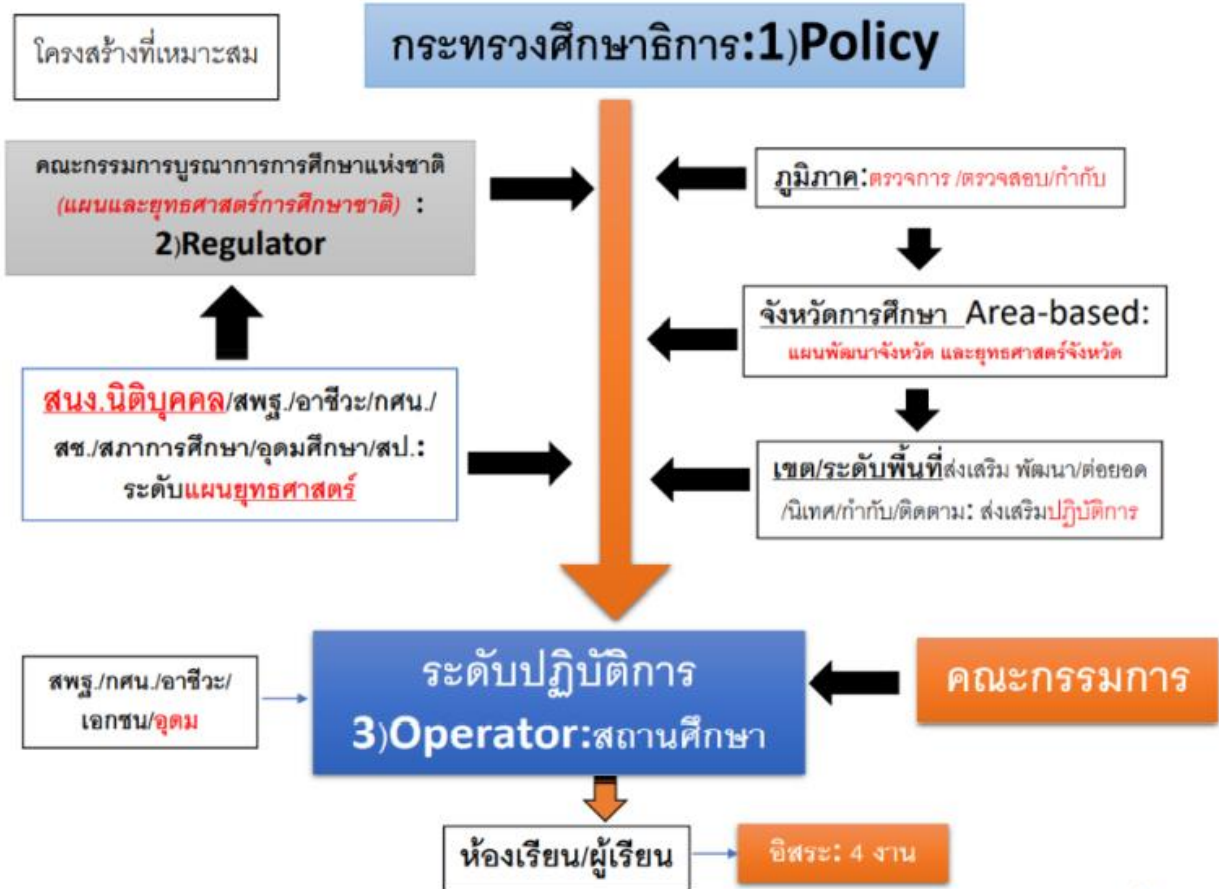 โครงสร้างที่เหมาะสม
กระทรวงศึกษาธิการ:1)Policy
คณะกรรมการบูรณาการการศึกษาแห่งชาติ
(แผนและยุทธศาสตร์การศึกษาชาติ) :
2)Regulator
ภูมิภาค:ตรวจการ /ตรวจสอบ/กำกับ
จังหวัดการศึกษา Area-based:
แผนพัฒนาจังหวัด และยุทธศาสตร์จังหวัด
สนง.นิติบุคคล/สพฐ./อาชีวะ/กศน./
สช./สภาการศึกษา/อุดมศึกษา/สป.:
ระดับแผนยุทธศาสตร์
เขต/ระดับพื้นที่ส่งเสริม พัฒนา/ต่อยอด
/นิเทศ/กำกับ/ติดตาม: ส่งเสริมปฏิบัติการ
สพฐ./กศน./อาชีวะ/
เอกชน/อุดม
ระดับปฏิบัติการ
3)Operator:สถานศึกษา
คณะกรรมการ
ห้องเรียน/ผู้เรียน
อิสระ: 4 งาน